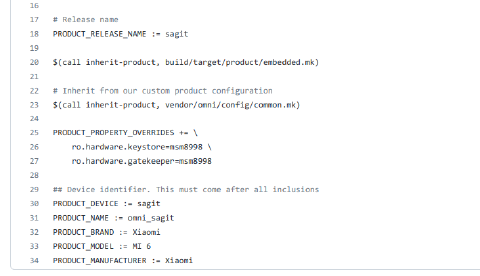 16
17 # Release name
18 PRODUCT_RELEASE_NAME := sagit
19
20 $(call inherit-product, build/target/product/embedded.mk)
21
22 # Inherit from our custom product configuration
23 $(call inherit-product, vendor/omni/config/common.mk)
24
25 PRODUCT_PROPERTY_OVERRIDES += \
26     ro.hardware.keystore=msm8998 \
27     ro.hardware.gatekeeper=msm8998
28
29 ## Device identifier. This must come after all inclusions
30 PRODUCT_DEVICE := sagit
31 PRODUCT_NAME := omni_sagit
32 PRODUCT_BRAND := Xiaomi
33 PRODUCT_MODEL := MI 6
34 PRODUCT_MANUFACTURER := Xiaomi